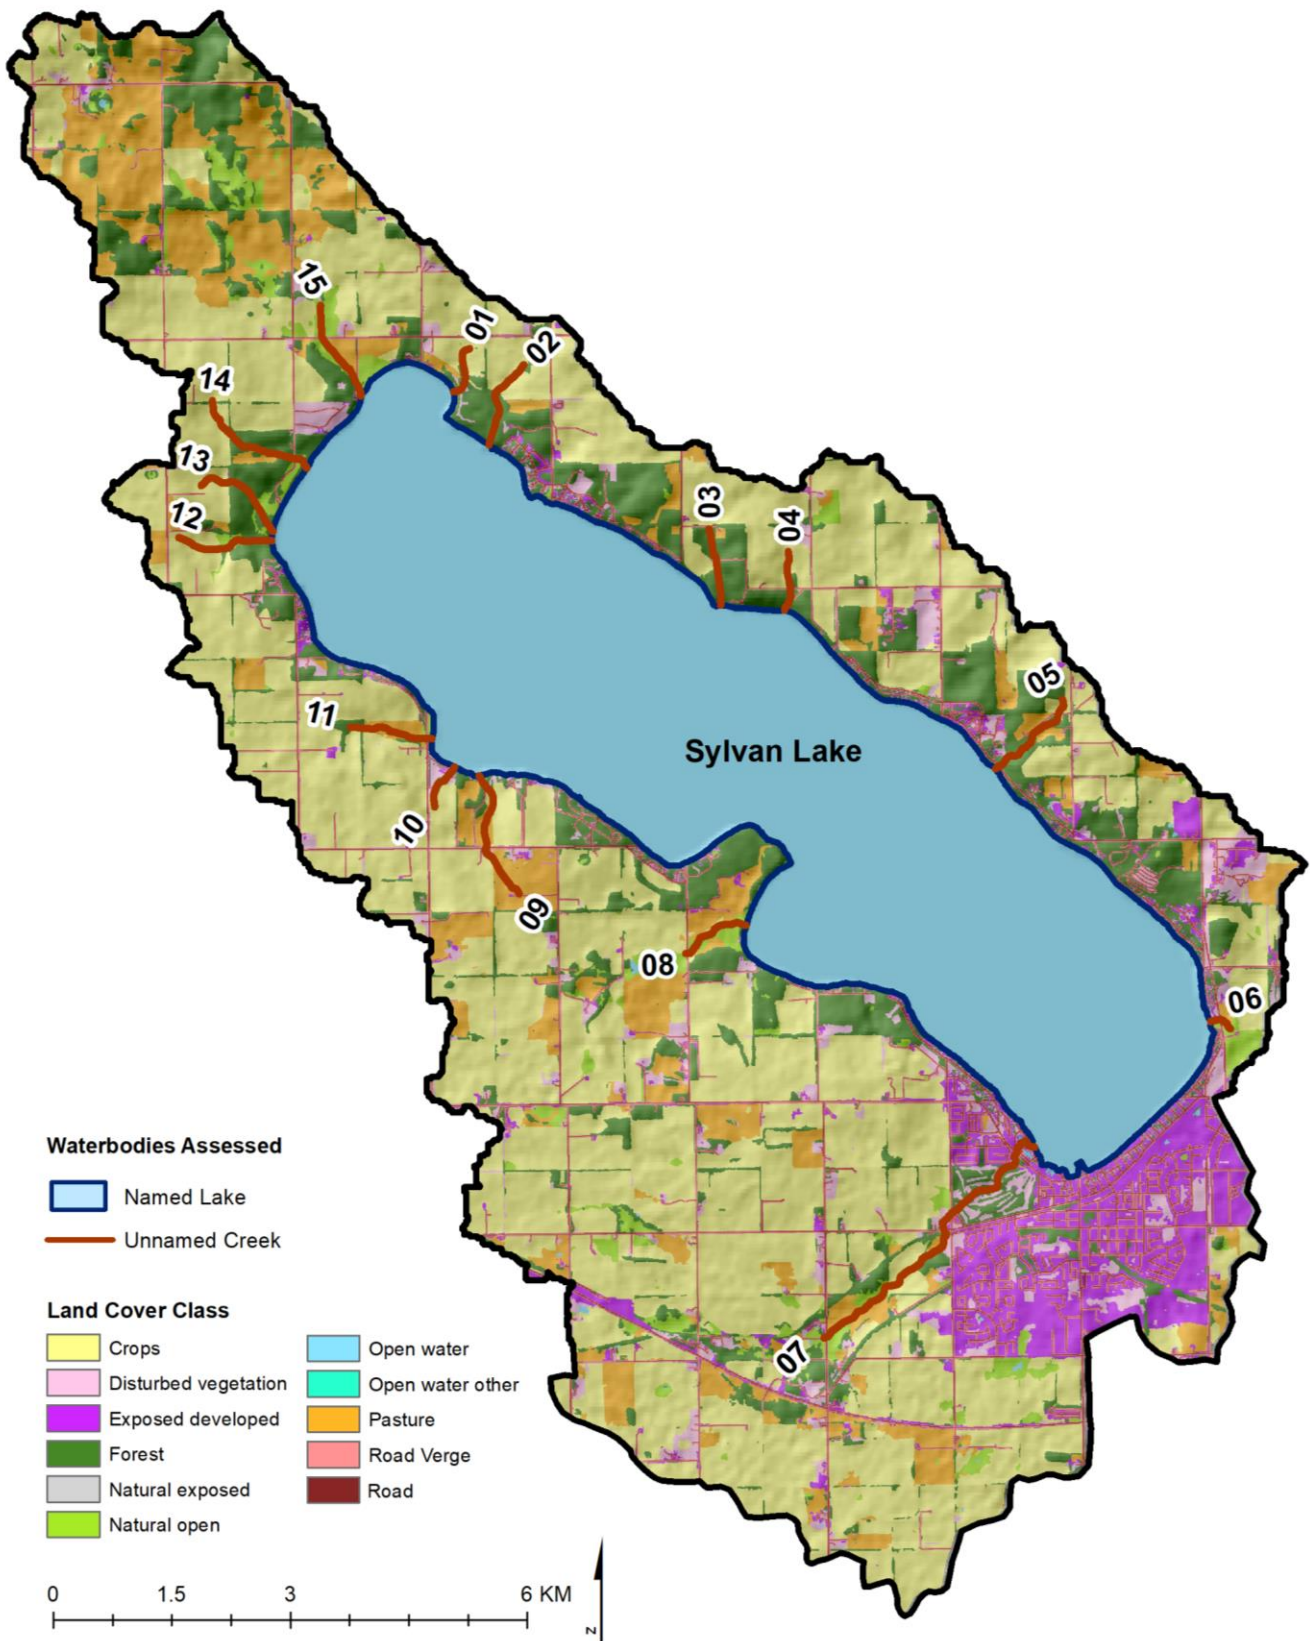 15
01
02
14
13
12
03
04
05
11
Sylvan Lake
10
09
08
06
07
Waterbodies Assessed
Named Lake
Unnamed Creek
Land Cover Class
Crops
Disturbed vegetation
Exposed developed
Forest
Natural exposed
Natural open
Open water
Open water other
Pasture
Road Verge
Road
0 1.5 3 6 KM
N